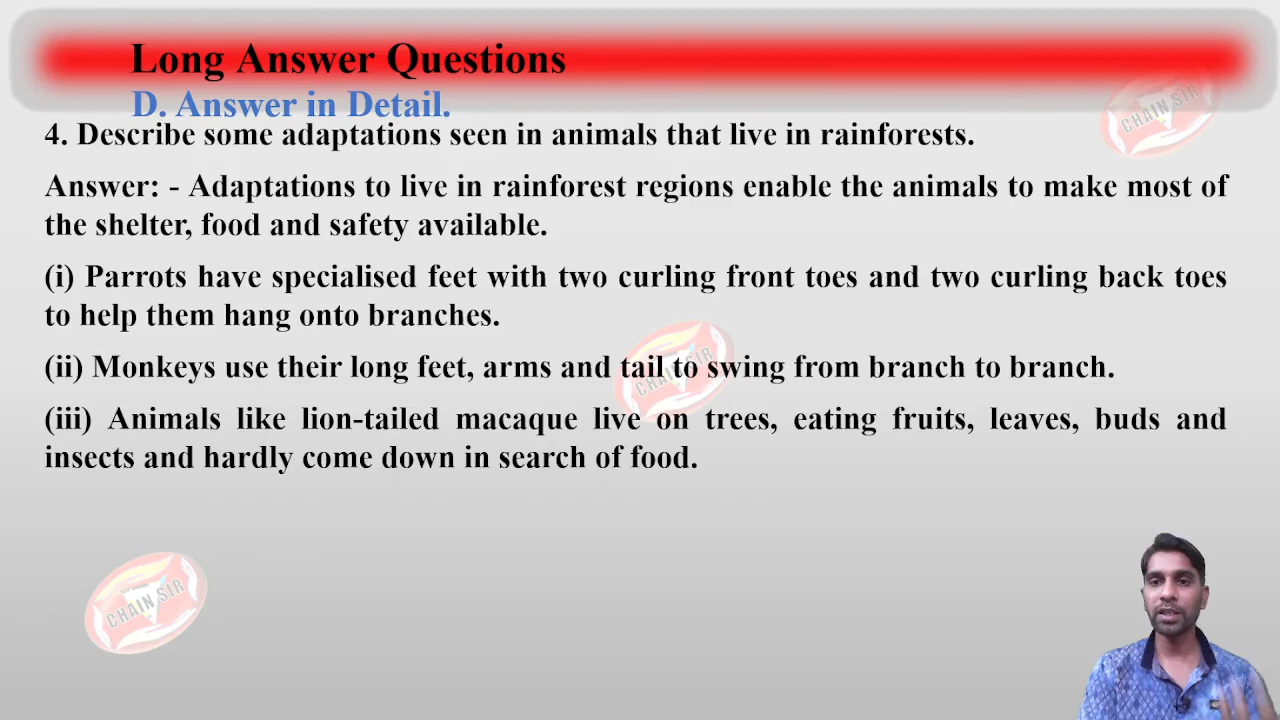 Long Answer Questions
D. Answer in Detail.
CHAIN SIR
4. Describe some adaptations seen in animals that live in rainforests.
Answer: - Adaptations to live in rainforest regions enable the animals to make most of
the shelter, food and safety available.
(i) Parrots have specialised feet with two curling front toes and two curling back toes
to help them hang onto branches.
(ii) Monkeys use their long feet, arms and tail to swing from branch to branch.
CHAIN SIR
(iii) Animals like lion-tailed macaque live on trees, eating fruits, leaves, buds and
insects and hardly come down in search of food.
CHAIN SIR